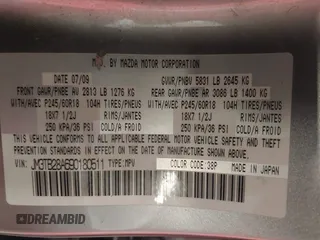 MFD. BY MAZDA MOTOR CORPORATION
DATE 07/09 GVWR/PNBV 5831 LB 2645 KG
FRONT GAWR/PNBE AV 2813 LB 1276 KG REAR GAWR/PNBE AR 3086 LB 1400 KG
WITH/AVEC P245/60R18 104H TIRES/PNEUS WITH/AVEC P245/60R18 104H TIRES/PNEUS
18X7 1/2J RIMS/JANTES 18X7 1/2J RIMS/JANTES
250 KPA/36 PSI COLD/A FROID 250 KPA/36 PSI COLD/A FROID
THIS VEHICLE CONFORMS TO ALL APPLICABLE FEDERAL MOTOR VEHICLE SAFETY AND THEFT
PREVENTION STANDARDS IN EFFECT ON THE DATE OF MANUFACTURE SHOWN ABOVE.
JM3TB28A690180511 TYPE:MPV COLOR CODE: 38P MADE IN JAPAN
DREAMBID